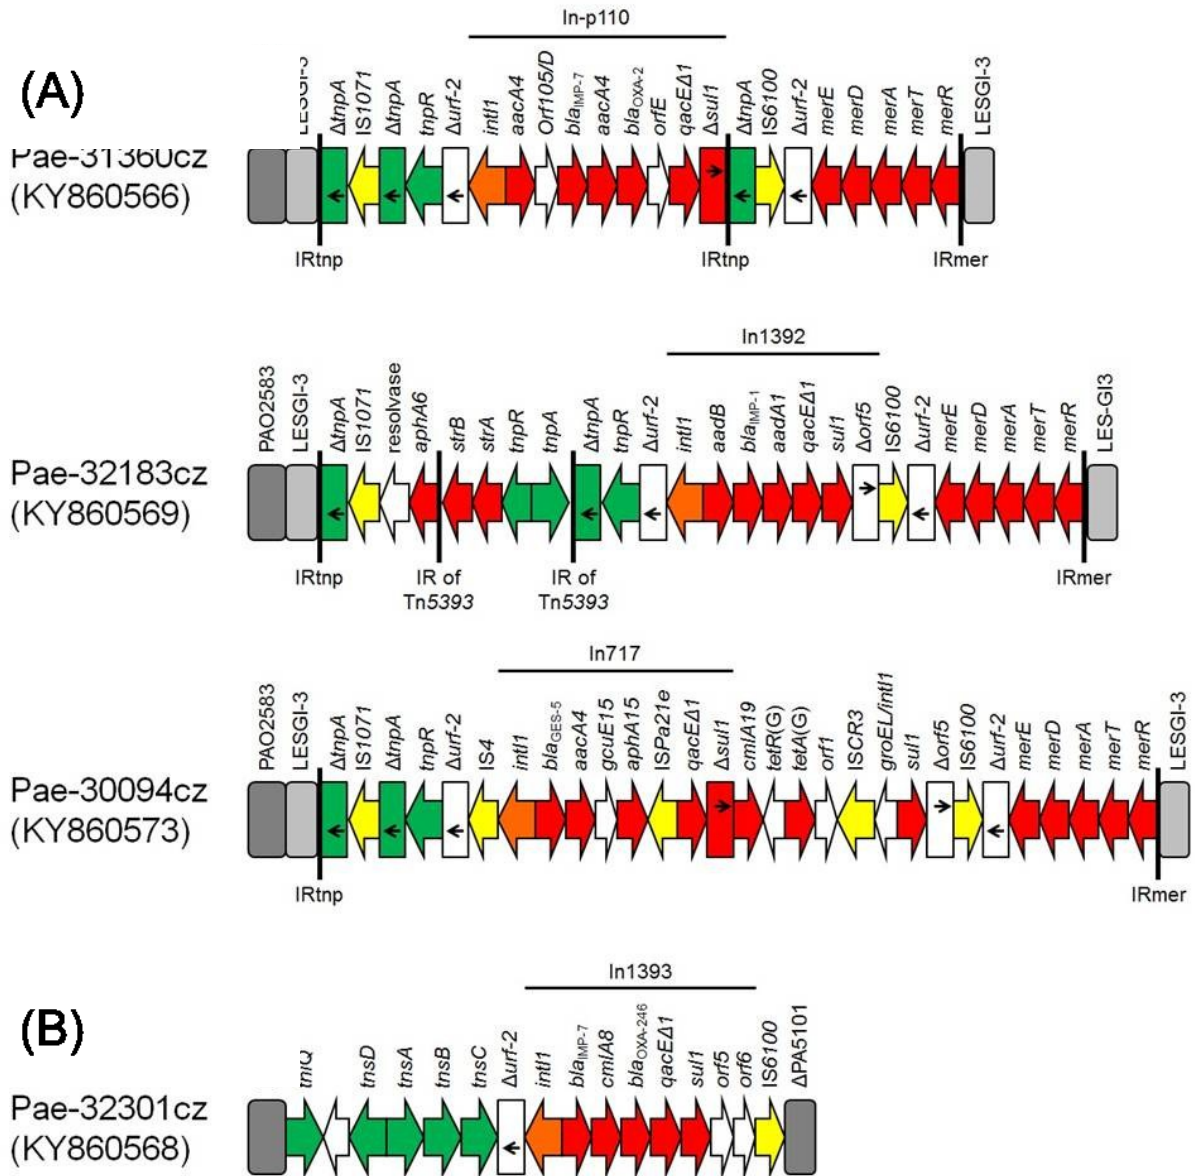 (A)
In-p110
LESGI-3 ΔtnpA IS1071 ΔtnpA tnpR Δurf-2 intI1 aacA4 Orf105/D blaIMP-7 aacA4 blaOXA-2 orfE qacEΔ1 Δsul1 ΔtnpA IS6100 Δurf-2 merE merD merA merT merR LESGI-3
Pae-31360cz
(KY860566)
IRtnp IRtnp IRmer
In1392
PAO2583 LESGI-3 ΔtnpA IS1071 resolvase aphA6 strB strA tnpR tnpA ΔtnpA tnpR Δurf-2 intI1 aadB blaIMP-1 aadA1 qacEΔ1 sul1 Δorf5 IS6100 Δurf-2 merE merD merA merT merR LES-GI3
Pae-32183cz
(KY860569)
IRtnp IR of IR of IRmer
Tn5393 Tn5393
In717
PAO2583 LESGI-3 ΔtnpA IS1071 ΔtnpA tnpR Δurf-2 IS4 intI1 blaGES-5 aacA4 gcuE15 aphA15 ISPa21e qacEΔ1 Δsul1 cmlA19 tetR(G) tetA(G) orf1 ISCR3 groEL/intI1 sul1 Δorf5 IS6100 Δurf-2 merE merD merA merT merR LESGI-3
Pae-30094cz
(KY860573)
IRtnp IRmer
In1393
(B)
tniQ tnsD tnsA tnsB tnsC Δurf-2 intI1 blaIMP-7 cmlA8 blaOXA-246 qacEΔ1 sul1 orf5 orf6 IS6100 ΔPA5101
Pae-32301cz
(KY860568)